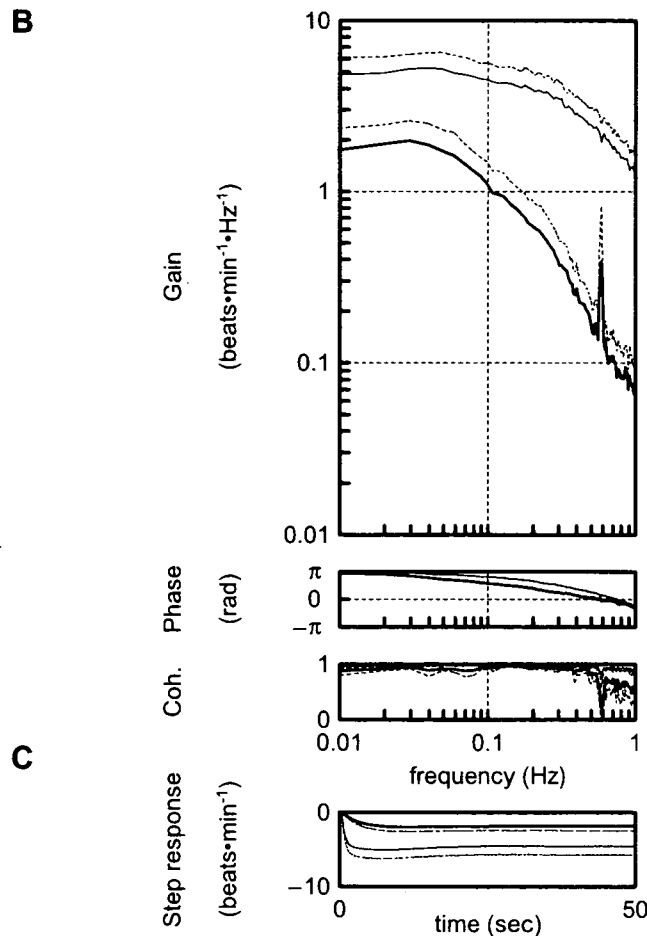 B
10
1
0.1
0.01
Gain
(beats•min⁻¹•Hz⁻¹)
π
0
−π
Phase
(rad)
1
0
Coh.
0.01
0.1
1
frequency (Hz)
C
0
−10
Step response
(beats•min⁻¹)
0
50
time (sec)